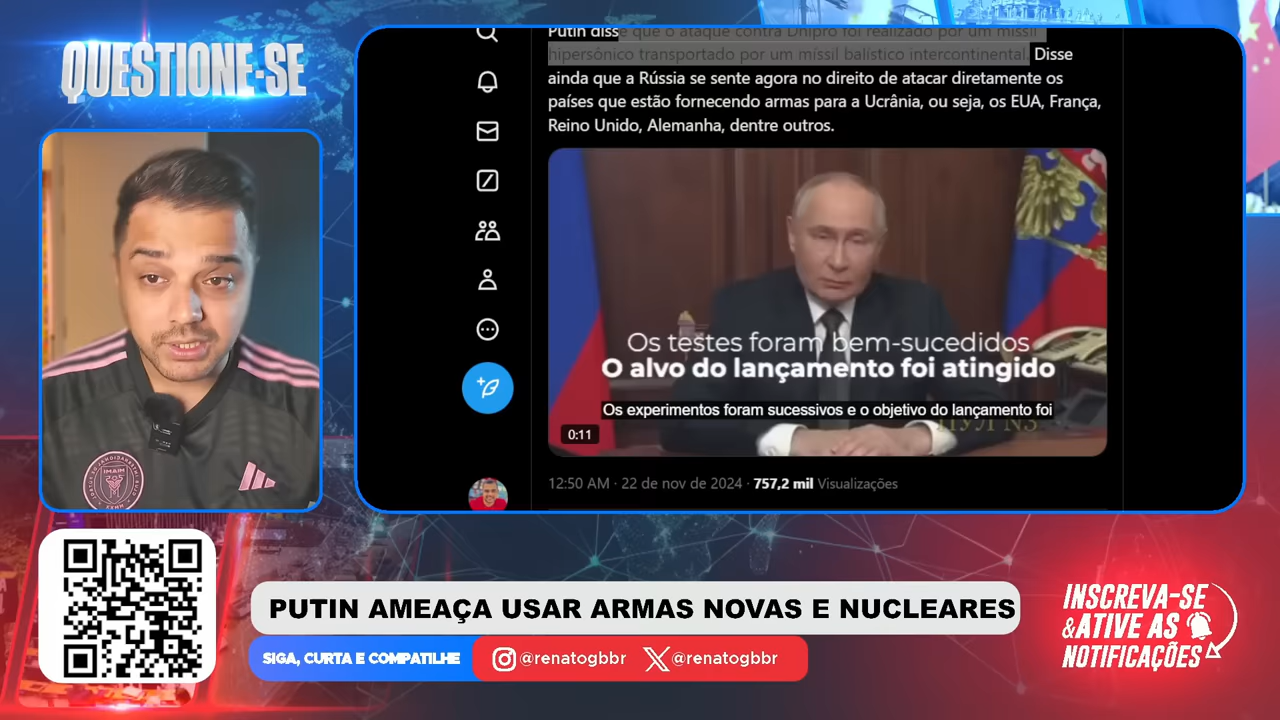 QUESTIONE-SE
Putin disse que o ataque contra Dnipro foi realizado por um míssil
hipersónico transportado por um míssil balístico intercontinental. Disse
ainda que a Rússia se sente agora no direito de atacar diretamente os
países que estão fornecendo armas para a Ucrânia, ou seja, os EUA, França,
Reino Unido, Alemanha, dentre outros.
Os testes foram bem-sucedidos
O alvo do lançamento foi atingido
Os experimentos foram sucessivos e o objetivo do lançamento foi
ПУЛ N3
0:11
12:50 AM · 22 de nov de 2024 · 757,2 mil Visualizações
MIAMI
PUTIN AMEAÇA USAR ARMAS NOVAS E NUCLEARES
SIGA, CURTA E COMPATILHE
@renatogbbr
@renatogbbr
INSCREVA-SE
&ATIVE AS
NOTIFICAÇÕES